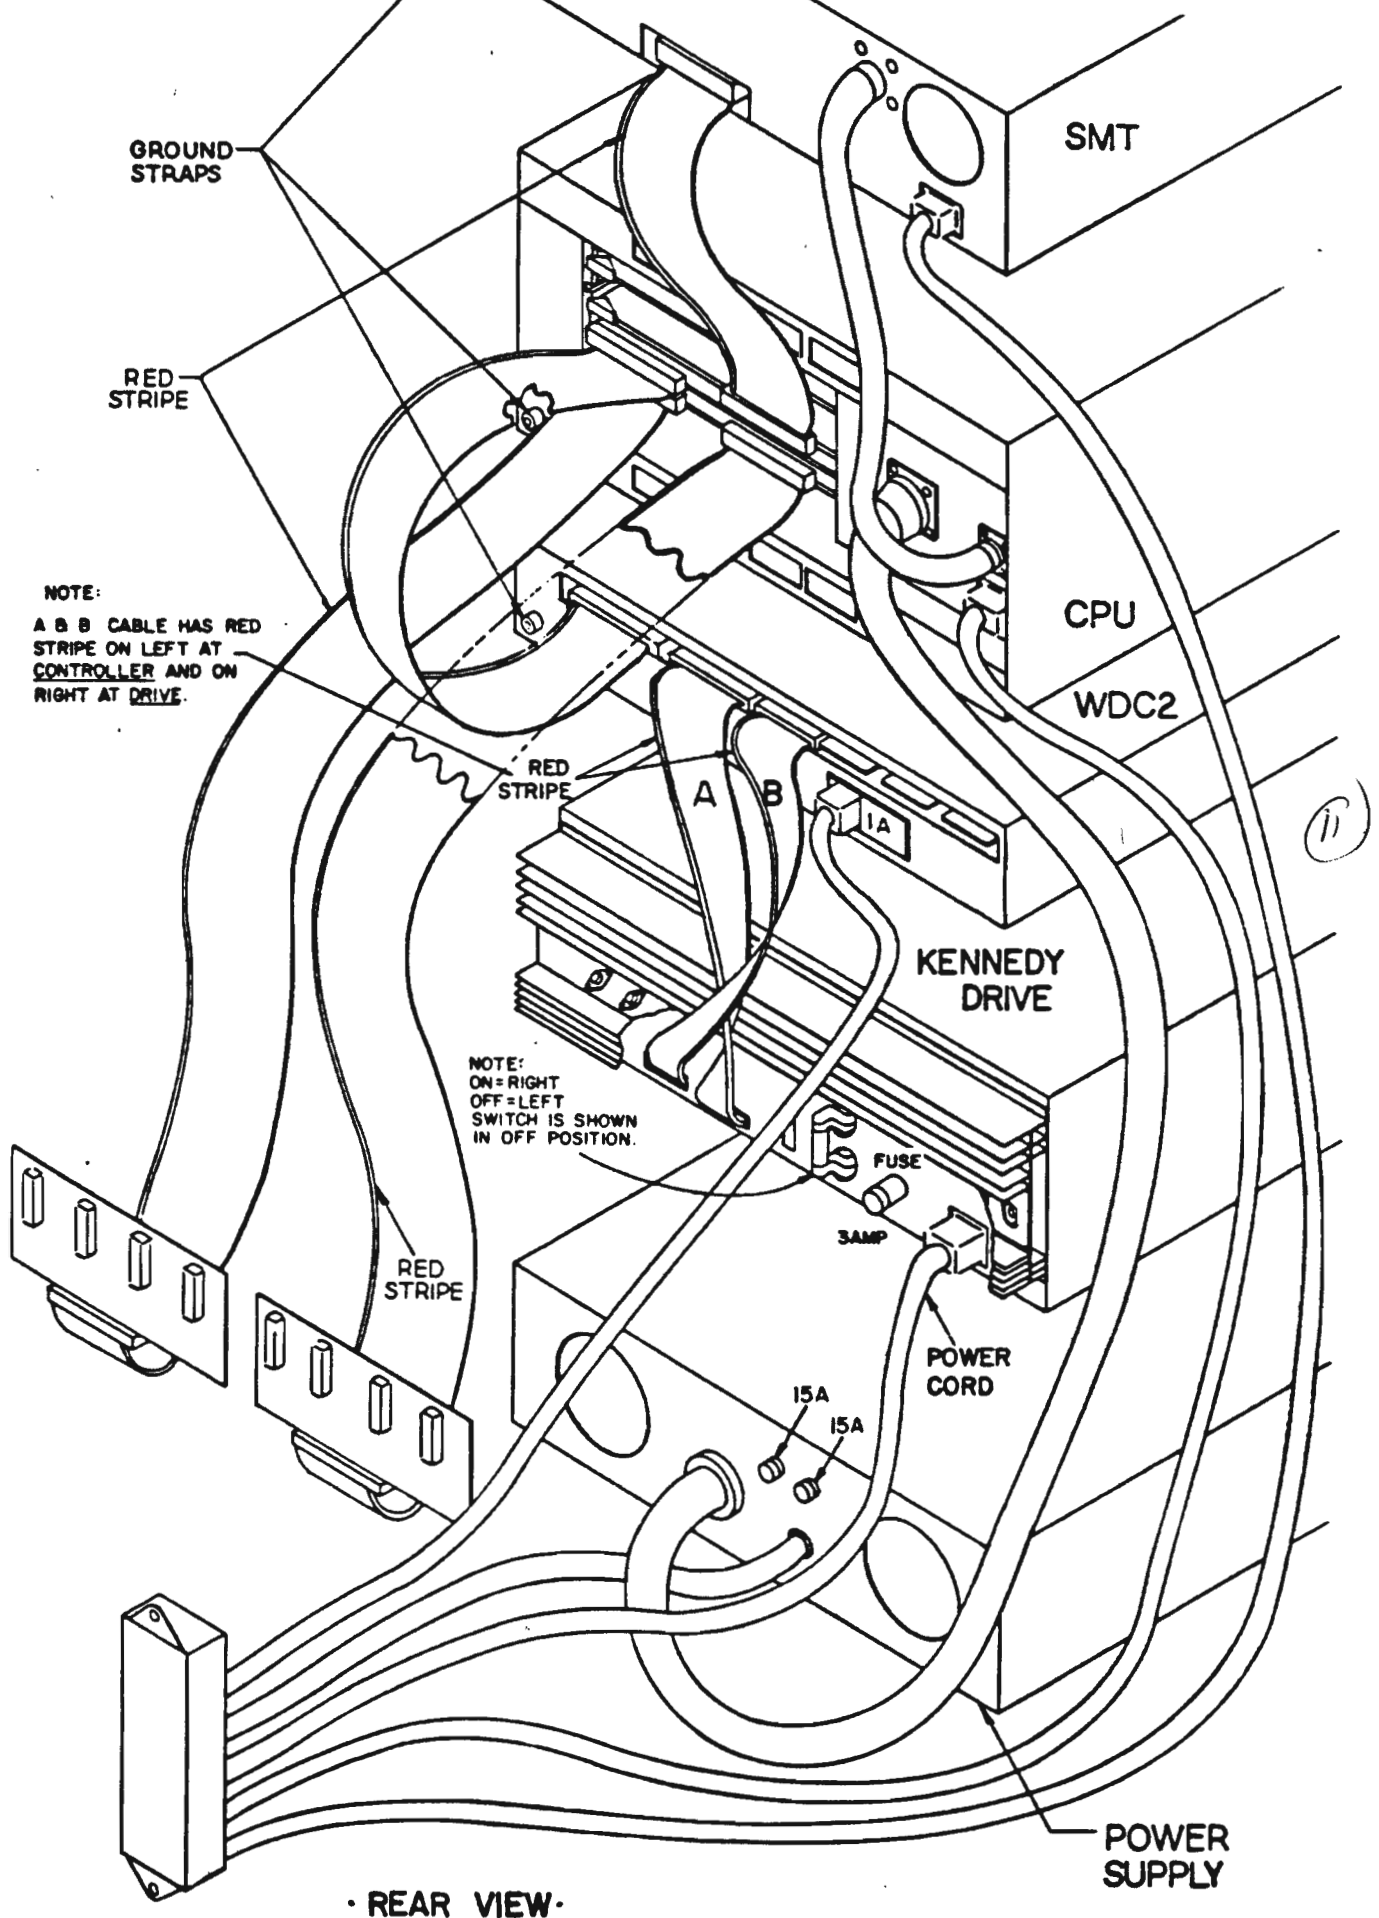 SMT
GROUND
STRAPS
RED
STRIPE
NOTE:
A & B CABLE HAS RED
STRIPE ON LEFT AT
CONTROLLER AND ON
RIGHT AT DRIVE.
CPU
WDC2
RED
STRIPE
A
B
1A
11
KENNEDY
DRIVE
NOTE:
ON=RIGHT
OFF=LEFT
SWITCH IS SHOWN
IN OFF POSITION.
FUSE
3AMP
RED
STRIPE
POWER
CORD
15A
15A
POWER
SUPPLY
· REAR VIEW ·